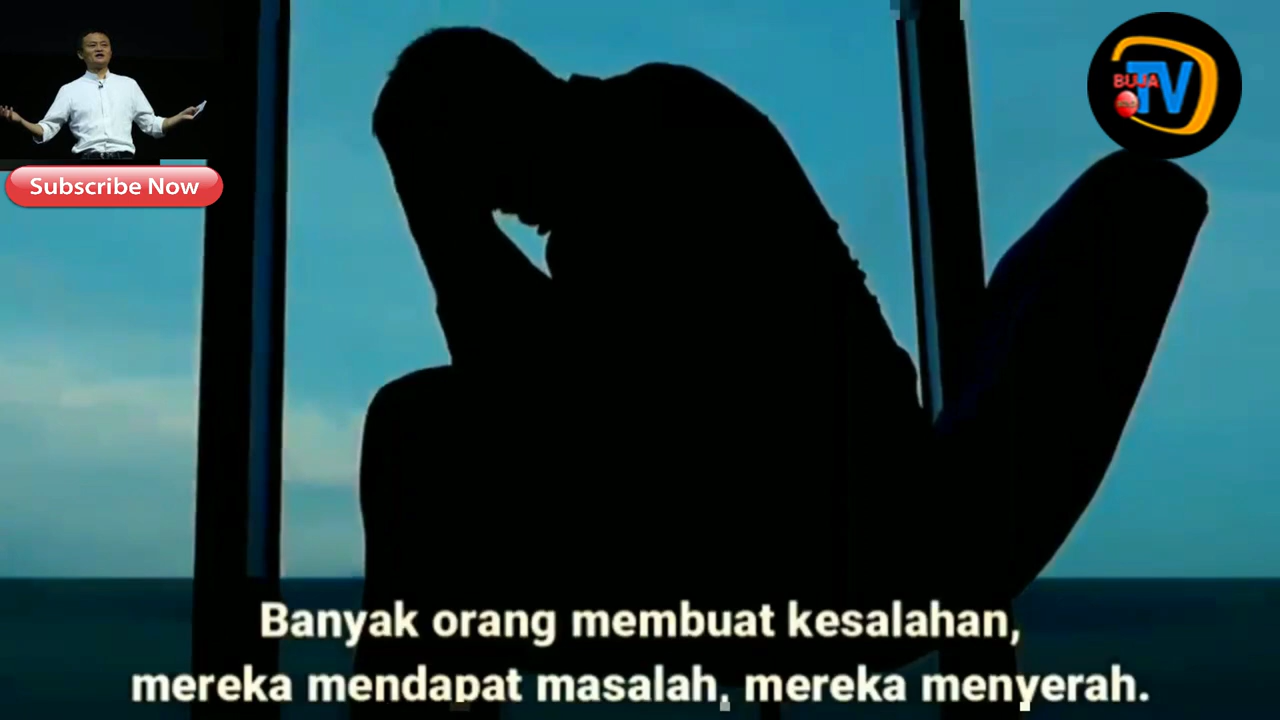 BUJA
TV
Subscribe Now
Banyak orang membuat kesalahan,
mereka mendapat masalah, mereka menyerah.